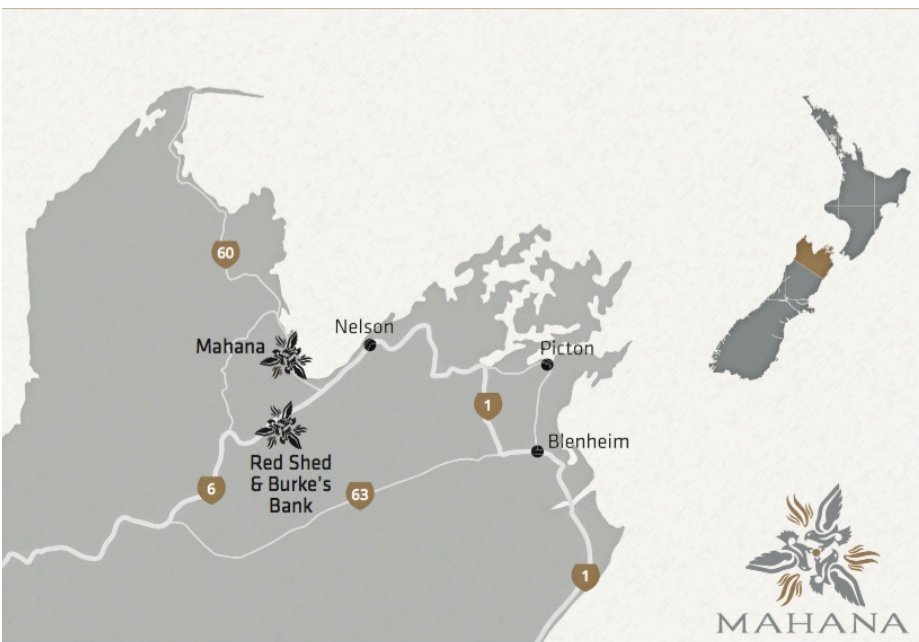 60
Nelson
Mahana
Picton
1
Blenheim
Red Shed
& Burke's
Bank
6
63
1
MAHANA